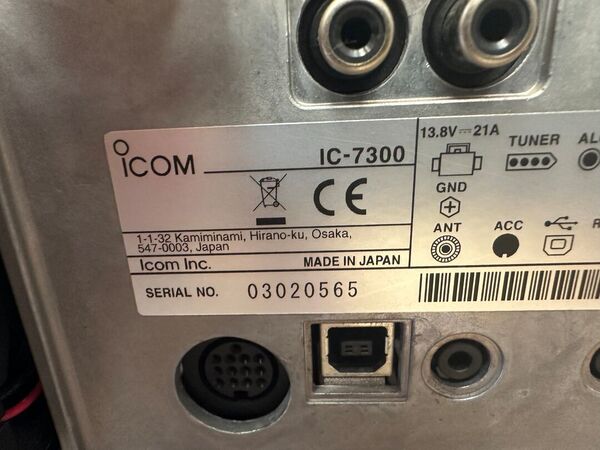 ICOM IC-7300
1-1-32 Kamiminami, Hirano-ku, Osaka,
547-0003, Japan
Icom Inc. MADE IN JAPAN
SERIAL NO. 03020565
13.8V⎓21A
TUNER
GND
ANT
ACC